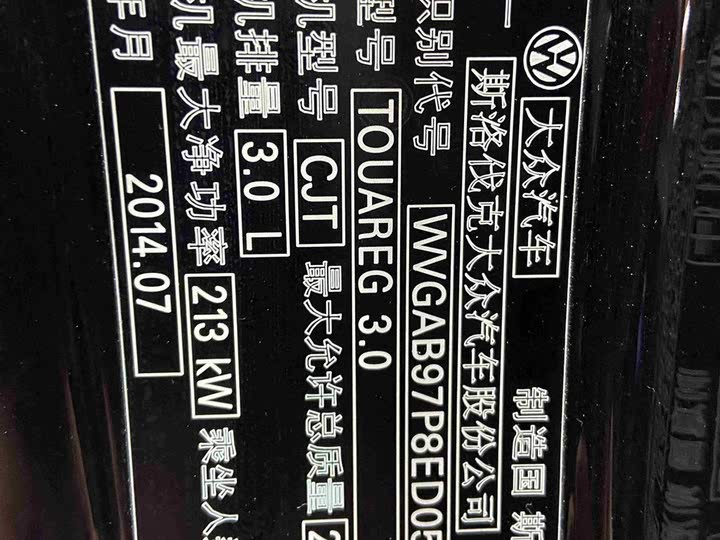 大众汽车 制造国 斯
斯洛伐克大众汽车股份公司
识别代号 WVGAB97P8ED05
型号 TOUAREG 3.0
机型号 CJT 最大允许总质量 2
机排量 3.0 L
机最大净功率 213 kW 乘坐人
年月 2014.07